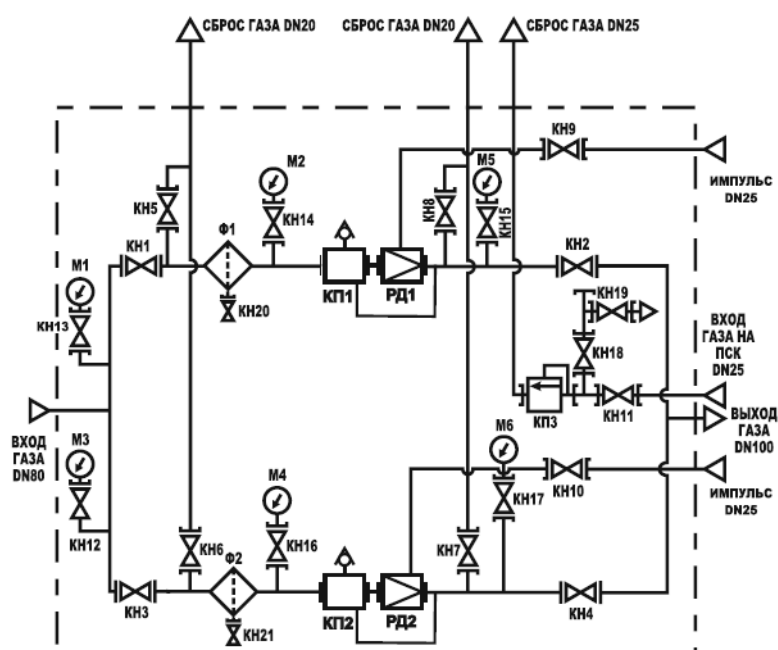 СБРОС ГАЗА DN20
СБРОС ГАЗА DN20
СБРОС ГАЗА DN25
КН9
М2
М5
ИМПУЛЬС
DN25
КН5
КН14
КН8
КН15
Ф1
КН1
КН2
М1
КП1
РД1
КН20
КН13
КН19
ВХОД
ГАЗА НА
ПСК
DN25
КН18
КП3
КН11
М3
М6
ВХОД
ГАЗА
DN80
ВЫХОД
ГАЗА
DN100
М4
КН10
КН17
ИМПУЛЬС
DN25
КН12
КН6
Ф2
КН16
КН7
КН3
КП2
РД2
КН4
КН21